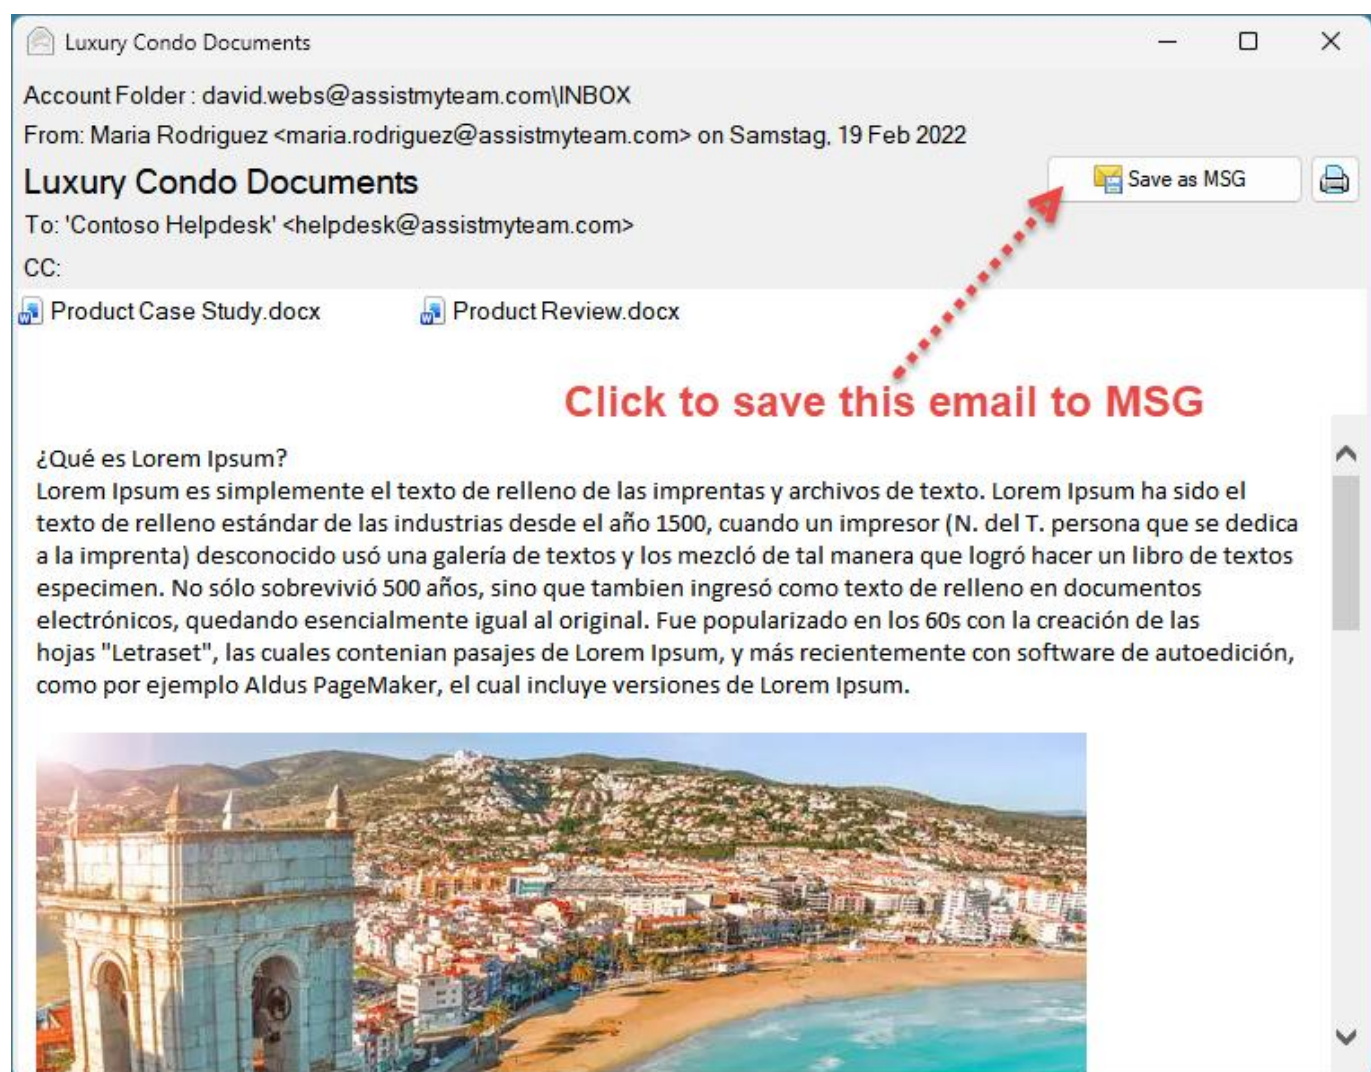 Luxury Condo Documents
Account Folder : david.webs@assistmyteam.com\INBOX
From: Maria Rodriguez <maria.rodriguez@assistmyteam.com> on Samstag, 19 Feb 2022
Luxury Condo Documents
Save as MSG
To: 'Contoso Helpdesk' <helpdesk@assistmyteam.com>
CC:
Product Case Study.docx
Product Review.docx
Click to save this email to MSG
¿Qué es Lorem Ipsum?
Lorem Ipsum es simplemente el texto de relleno de las imprentas y archivos de texto. Lorem Ipsum ha sido el
texto de relleno estándar de las industrias desde el año 1500, cuando un impresor (N. del T. persona que se dedica
a la imprenta) desconocido usó una galería de textos y los mezcló de tal manera que logró hacer un libro de textos
especimen. No sólo sobrevivió 500 años, sino que tambien ingresó como texto de relleno en documentos
electrónicos, quedando esencialmente igual al original. Fue popularizado en los 60s con la creación de las
hojas "Letraset", las cuales contenian pasajes de Lorem Ipsum, y más recientemente con software de autoedición,
como por ejemplo Aldus PageMaker, el cual incluye versiones de Lorem Ipsum.